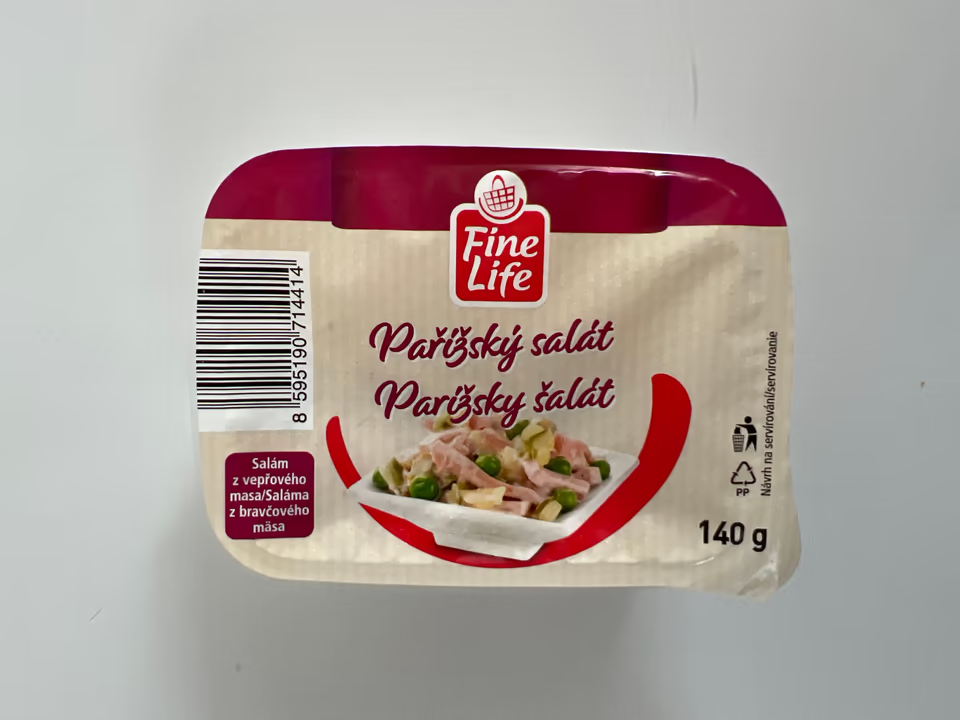 Fine
Life
Pařížský salát
Parížsky šalát
8 595190 714414
Salám
z vepřového
masa/Saláma
z bravčového
mäsa
Návrh na servírování/servírovanie
PP
140 g